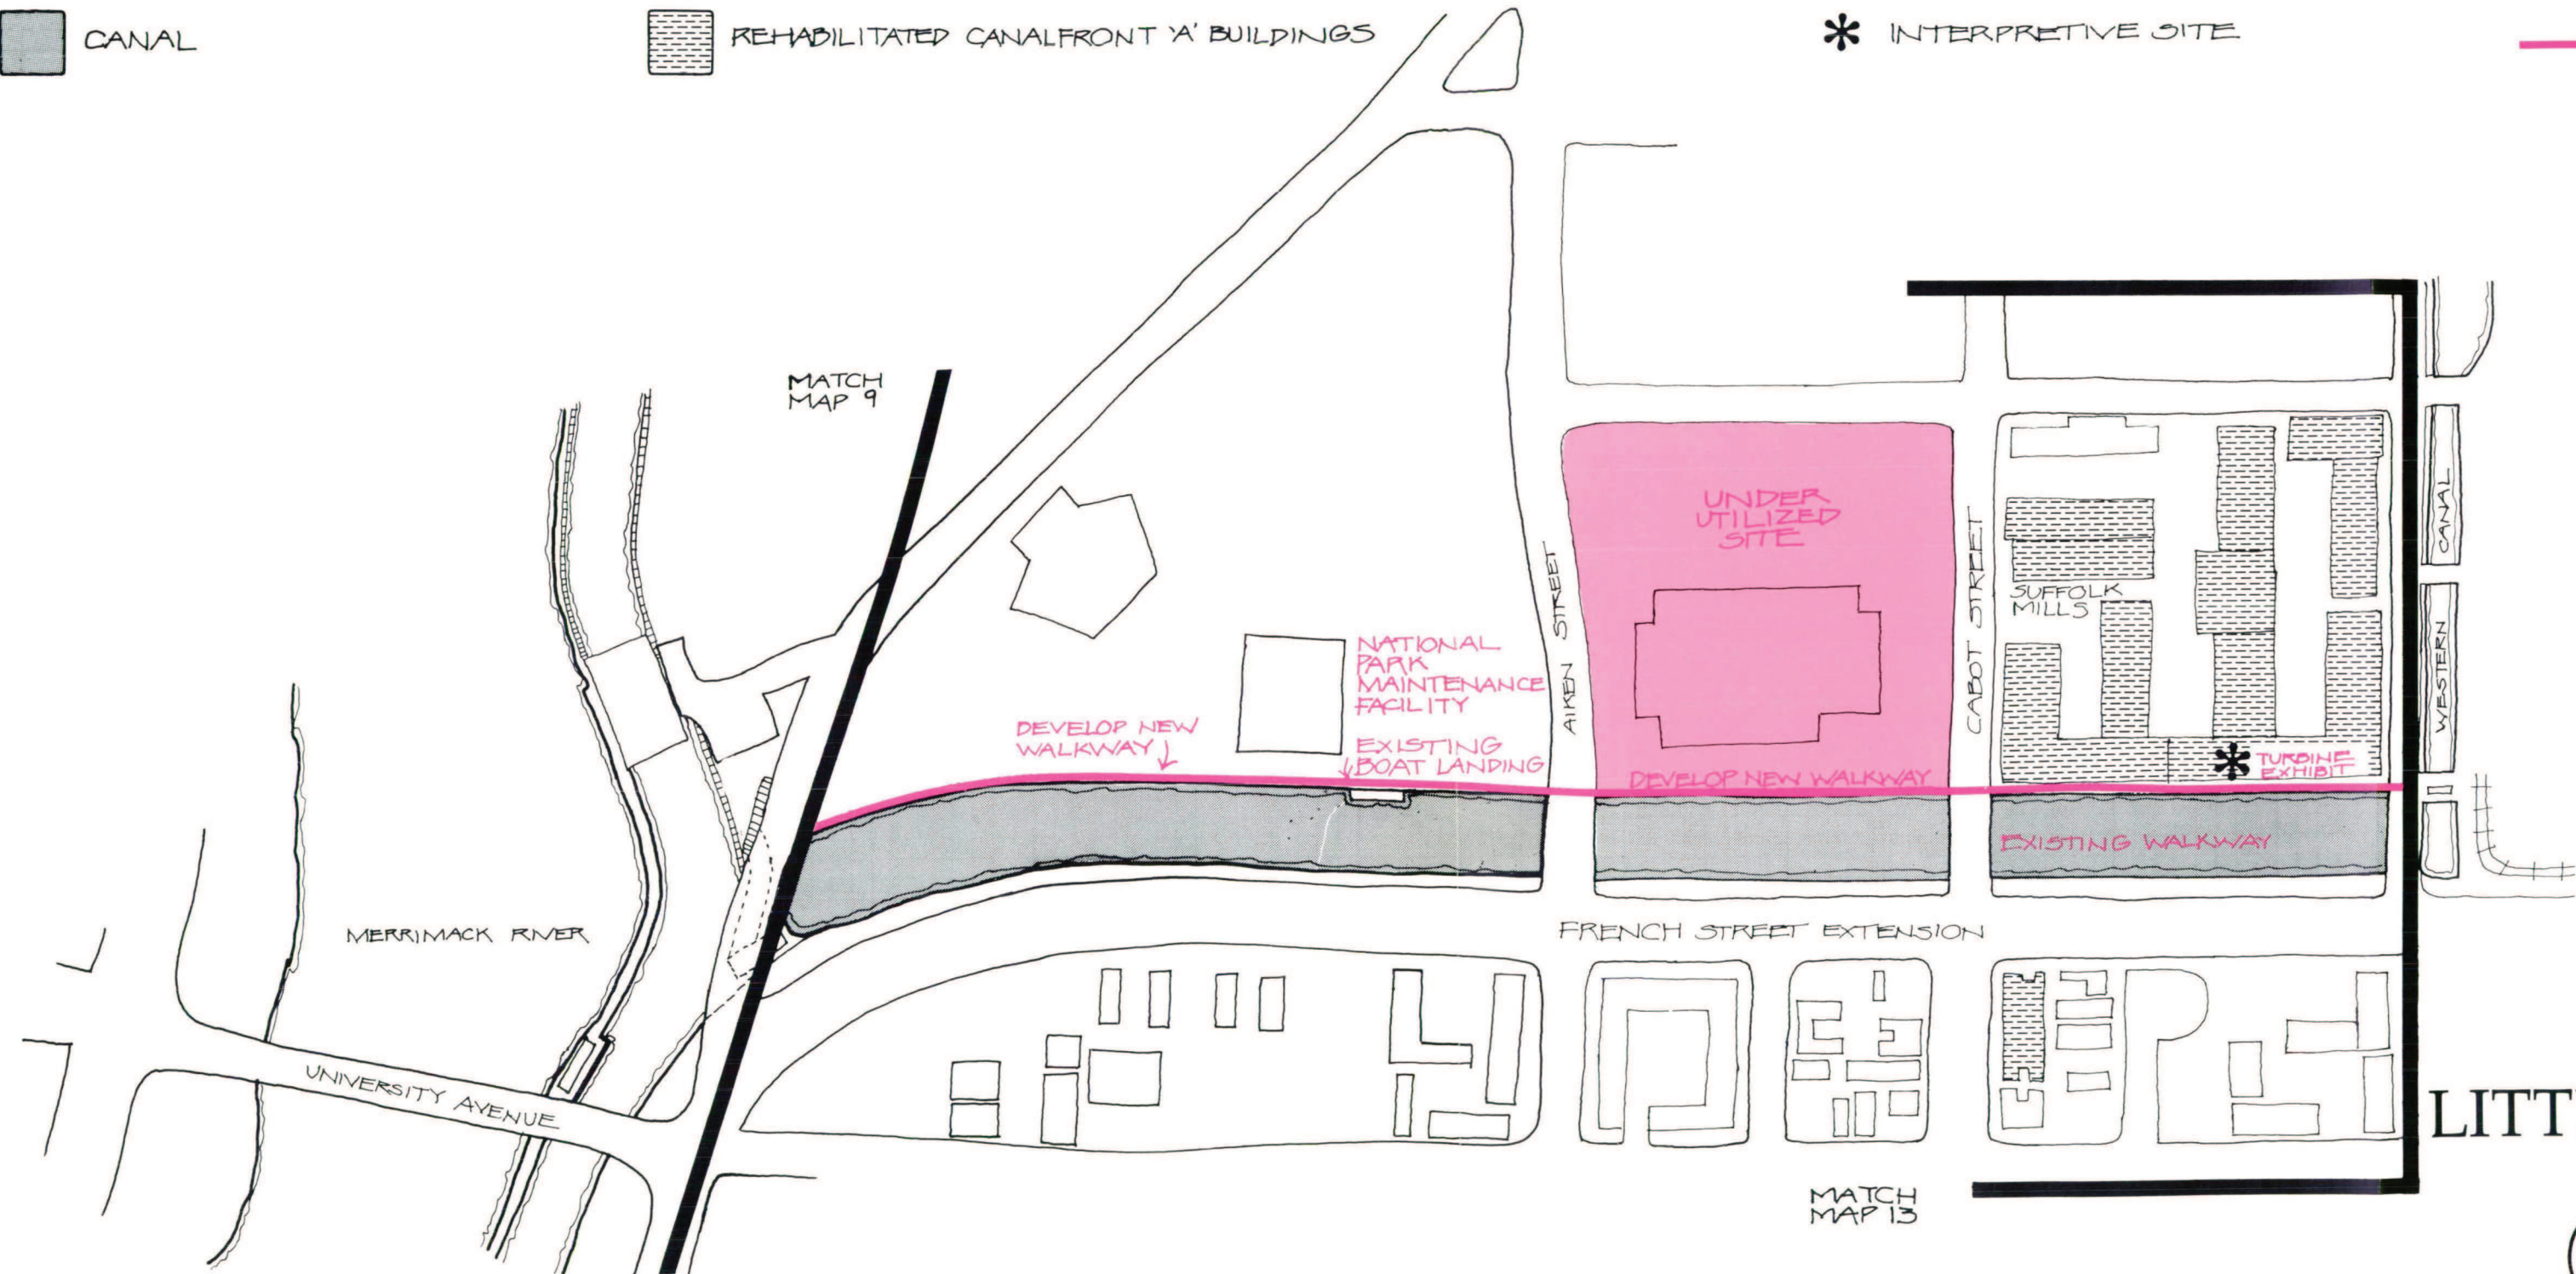 CANAL
REHABILITATED CANALFRONT 'A' BUILDINGS
INTERPRETIVE SITE
MATCH
MAP 9
UNDER
UTILIZED
SITE
AIKEN STREET
CABOT STREET
SUFFOLK
MILLS
WESTERN CANAL
NATIONAL
PARK
MAINTENANCE
FACILITY
DEVELOP NEW
WALKWAY
EXISTING
BOAT LANDING
DEVELOP NEW WALKWAY
TURBINE
EXHIBIT
EXISTING WALKWAY
MERRIMACK RIVER
FRENCH STREET EXTENSION
UNIVERSITY AVENUE
LITT
MATCH
MAP 13